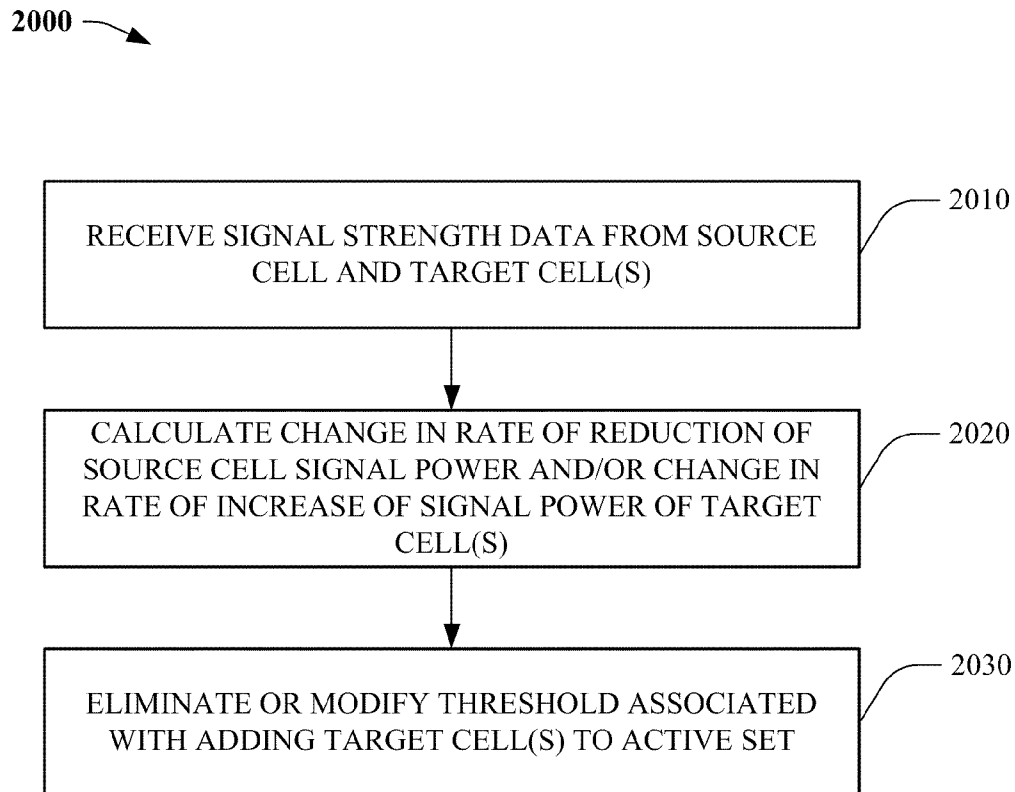 2000
RECEIVE SIGNAL STRENGTH DATA FROM SOURCE
CELL AND TARGET CELL(S)
2010
CALCULATE CHANGE IN RATE OF REDUCTION OF
SOURCE CELL SIGNAL POWER AND/OR CHANGE IN
RATE OF INCREASE OF SIGNAL POWER OF TARGET
CELL(S)
2020
ELIMINATE OR MODIFY THRESHOLD ASSOCIATED
WITH ADDING TARGET CELL(S) TO ACTIVE SET
2030